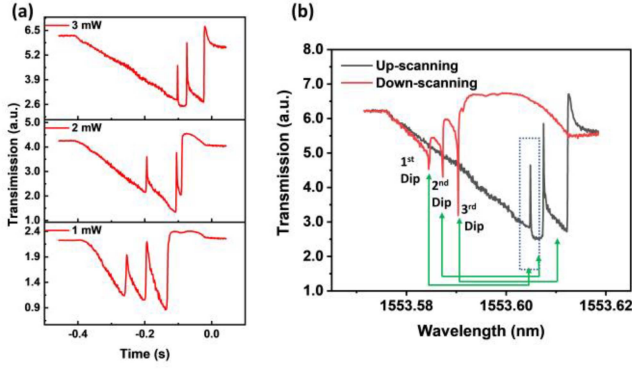 (a)
3 mW
6.5
5.2
3.9
2.6
2 mW
5.0
4.0
3.0
2.0
1.0
1 mW
2.4
1.9
1.4
0.9
-0.4
-0.2
0.0
Time (s)
Transimission (a.u.)
(b)
8.0
7.0
6.0
5.0
4.0
3.0
2.0
1.0
Up-scanning
Down-scanning
1st
Dip
2nd
Dip
3rd
Dip
1553.58
1553.60
1553.62
Wavelength (nm)
Transmission (a.u.)